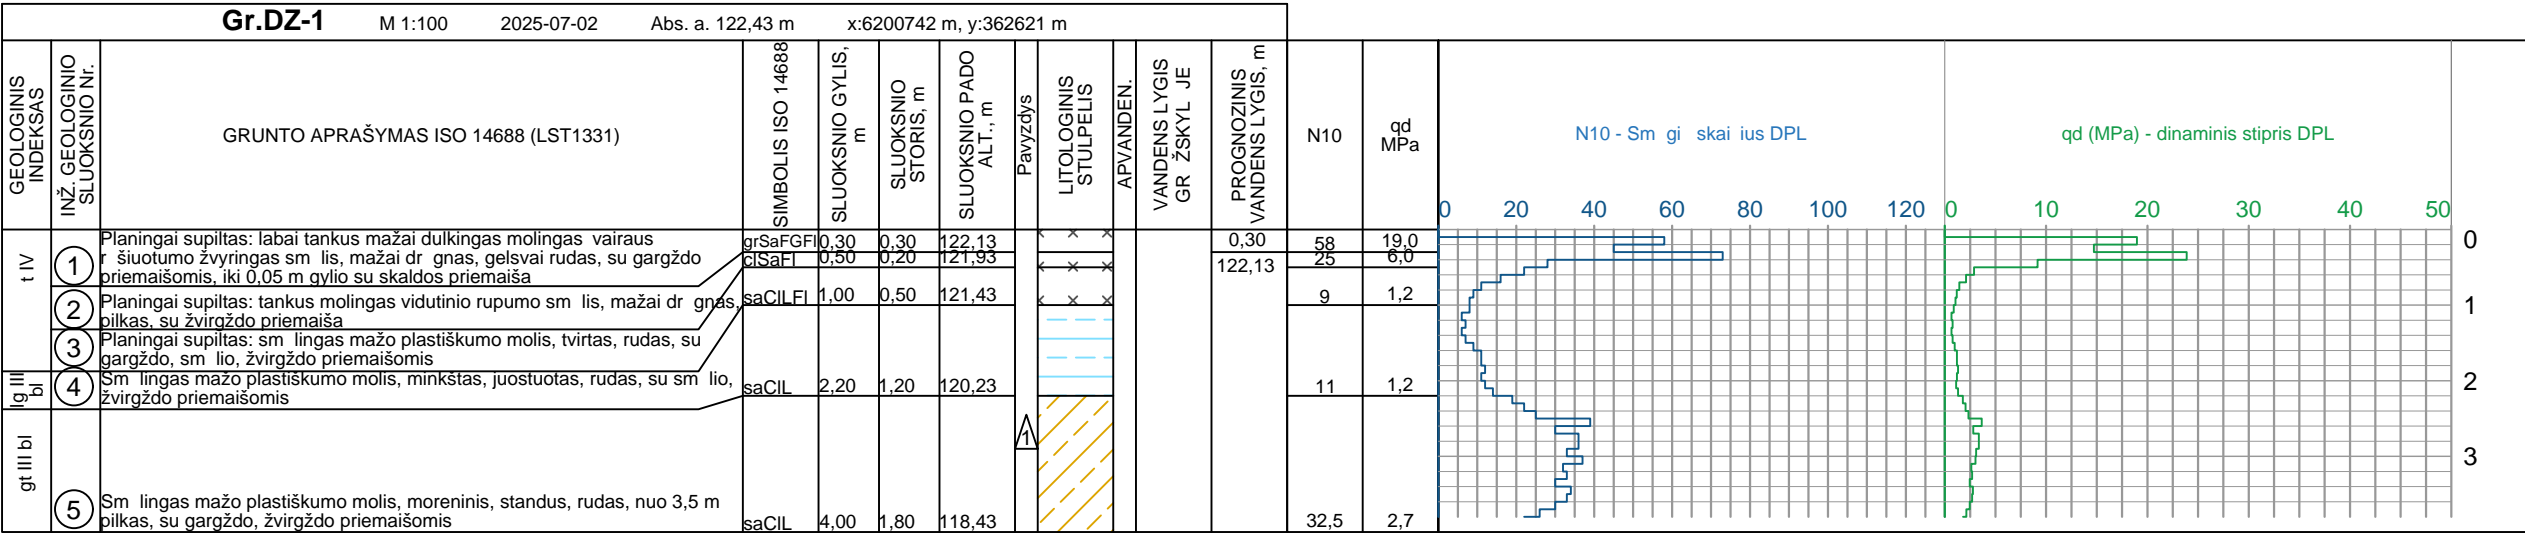 Gr.DZ-1 M 1:100 2025-07-02 Abs. a. 122,43 m x:6200742 m, y:362621 m
GEOLOGINIS
INDEKSAS
INŽ. GEOLOGINIO
SLUOKSNIO Nr.
GRUNTO APRAŠYMAS ISO 14688 (LST1331)
SIMBOLIS ISO 14688
SLUOKSNIO GYLIS,
m
SLUOKSNIO
STORIS, m
SLUOKSNIO PADO
ALT., m
Pavyzdys
LITOLOGINIS
STULPELIS
APVANDEN.
VANDENS LYGIS
GR ŽSKYL JE
PROGNOZINIS
VANDENS LYGIS, m
N10
qd
MPa
N10 - Sm gi skai ius DPL
qd (MPa) - dinaminis stipris DPL
0 20 40 60 80 100 120
0 10 20 30 40 50
t IV
1
Planingai supiltas: labai tankus mažai dulkingas molingas vairaus
r šiuotumo žvyringas sm lis, mažai dr gnas, gelsvai rudas, su gargždo
priemaišomis, iki 0,05 m gylio su skaldos priemaiša
grSaFGFl 0,30 0,30 122,13 0,30 58 19,0
122,13
2
Planingai supiltas: tankus molingas vidutinio rupumo sm lis, mažai dr gnas,
pilkas, su žvirgždo priemaiša
clSaFl 0,50 0,20 121,93 25 6,0
3
Planingai supiltas: sm lingas mažo plastiškumo molis, tvirtas, rudas, su
gargždo, sm lio, žvirgždo priemaišomis
saClLFl 1,00 0,50 121,43 9 1,2
lg III
bl
4
Sm lingas mažo plastiškumo molis, minkštas, juostuotas, rudas, su sm lio,
žvirgždo priemaišomis
saClL 2,20 1,20 120,23 11 1,2
gt III bl
5
Sm lingas mažo plastiškumo molis, moreninis, standus, rudas, nuo 3,5 m
pilkas, su gargždo, žvirgždo priemaišomis
saClL 4,00 1,80 118,43 32,5 2,7
1
0
1
2
3